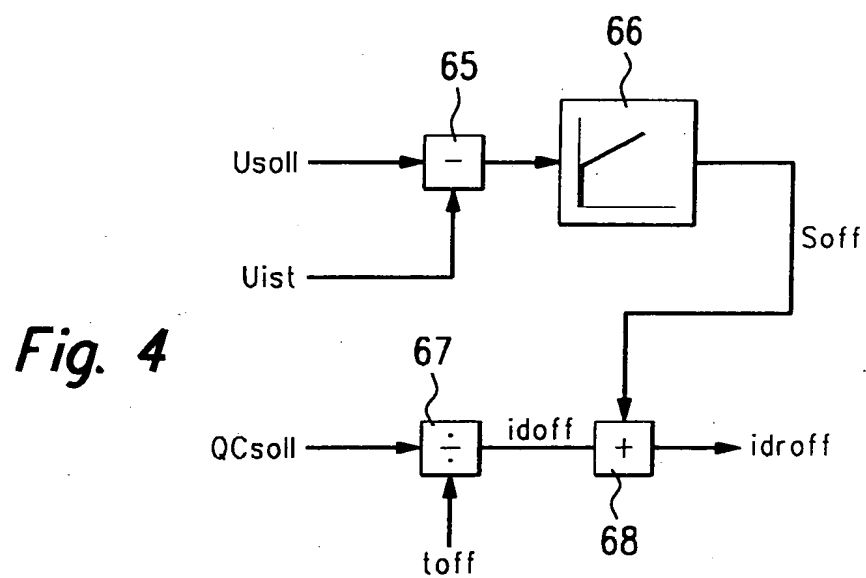 65
66
Usoll
−
Uist
Soff
Fig. 4
67
QCsoll
÷
idoff
+
idroff
toff
68